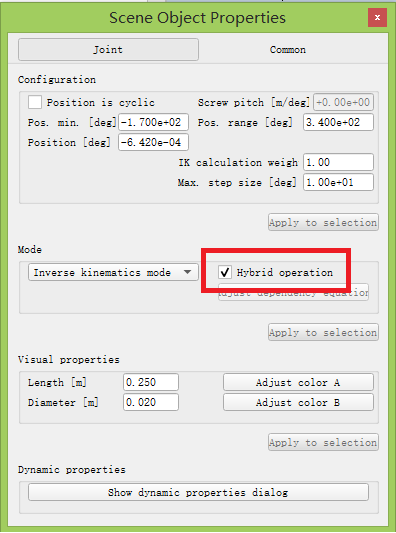 Scene Object Properties
x
Joint
Common
Configuration
Position is cyclic
Screw pitch [m/deg] +0.00e+00
Pos. min. [deg] -1.700e+02
Pos. range [deg] 3.400e+02
Position [deg] -6.420e-04
IK calculation weigh 1.00
Max. step size [deg] 1.00e+01
Apply to selection
Mode
Inverse kinematics mode
Hybrid operation
djust dependency equation
Apply to selection
Visual properties
Length [m] 0.250
Adjust color A
Diameter [m] 0.020
Adjust color B
Apply to selection
Dynamic properties
Show dynamic properties dialog